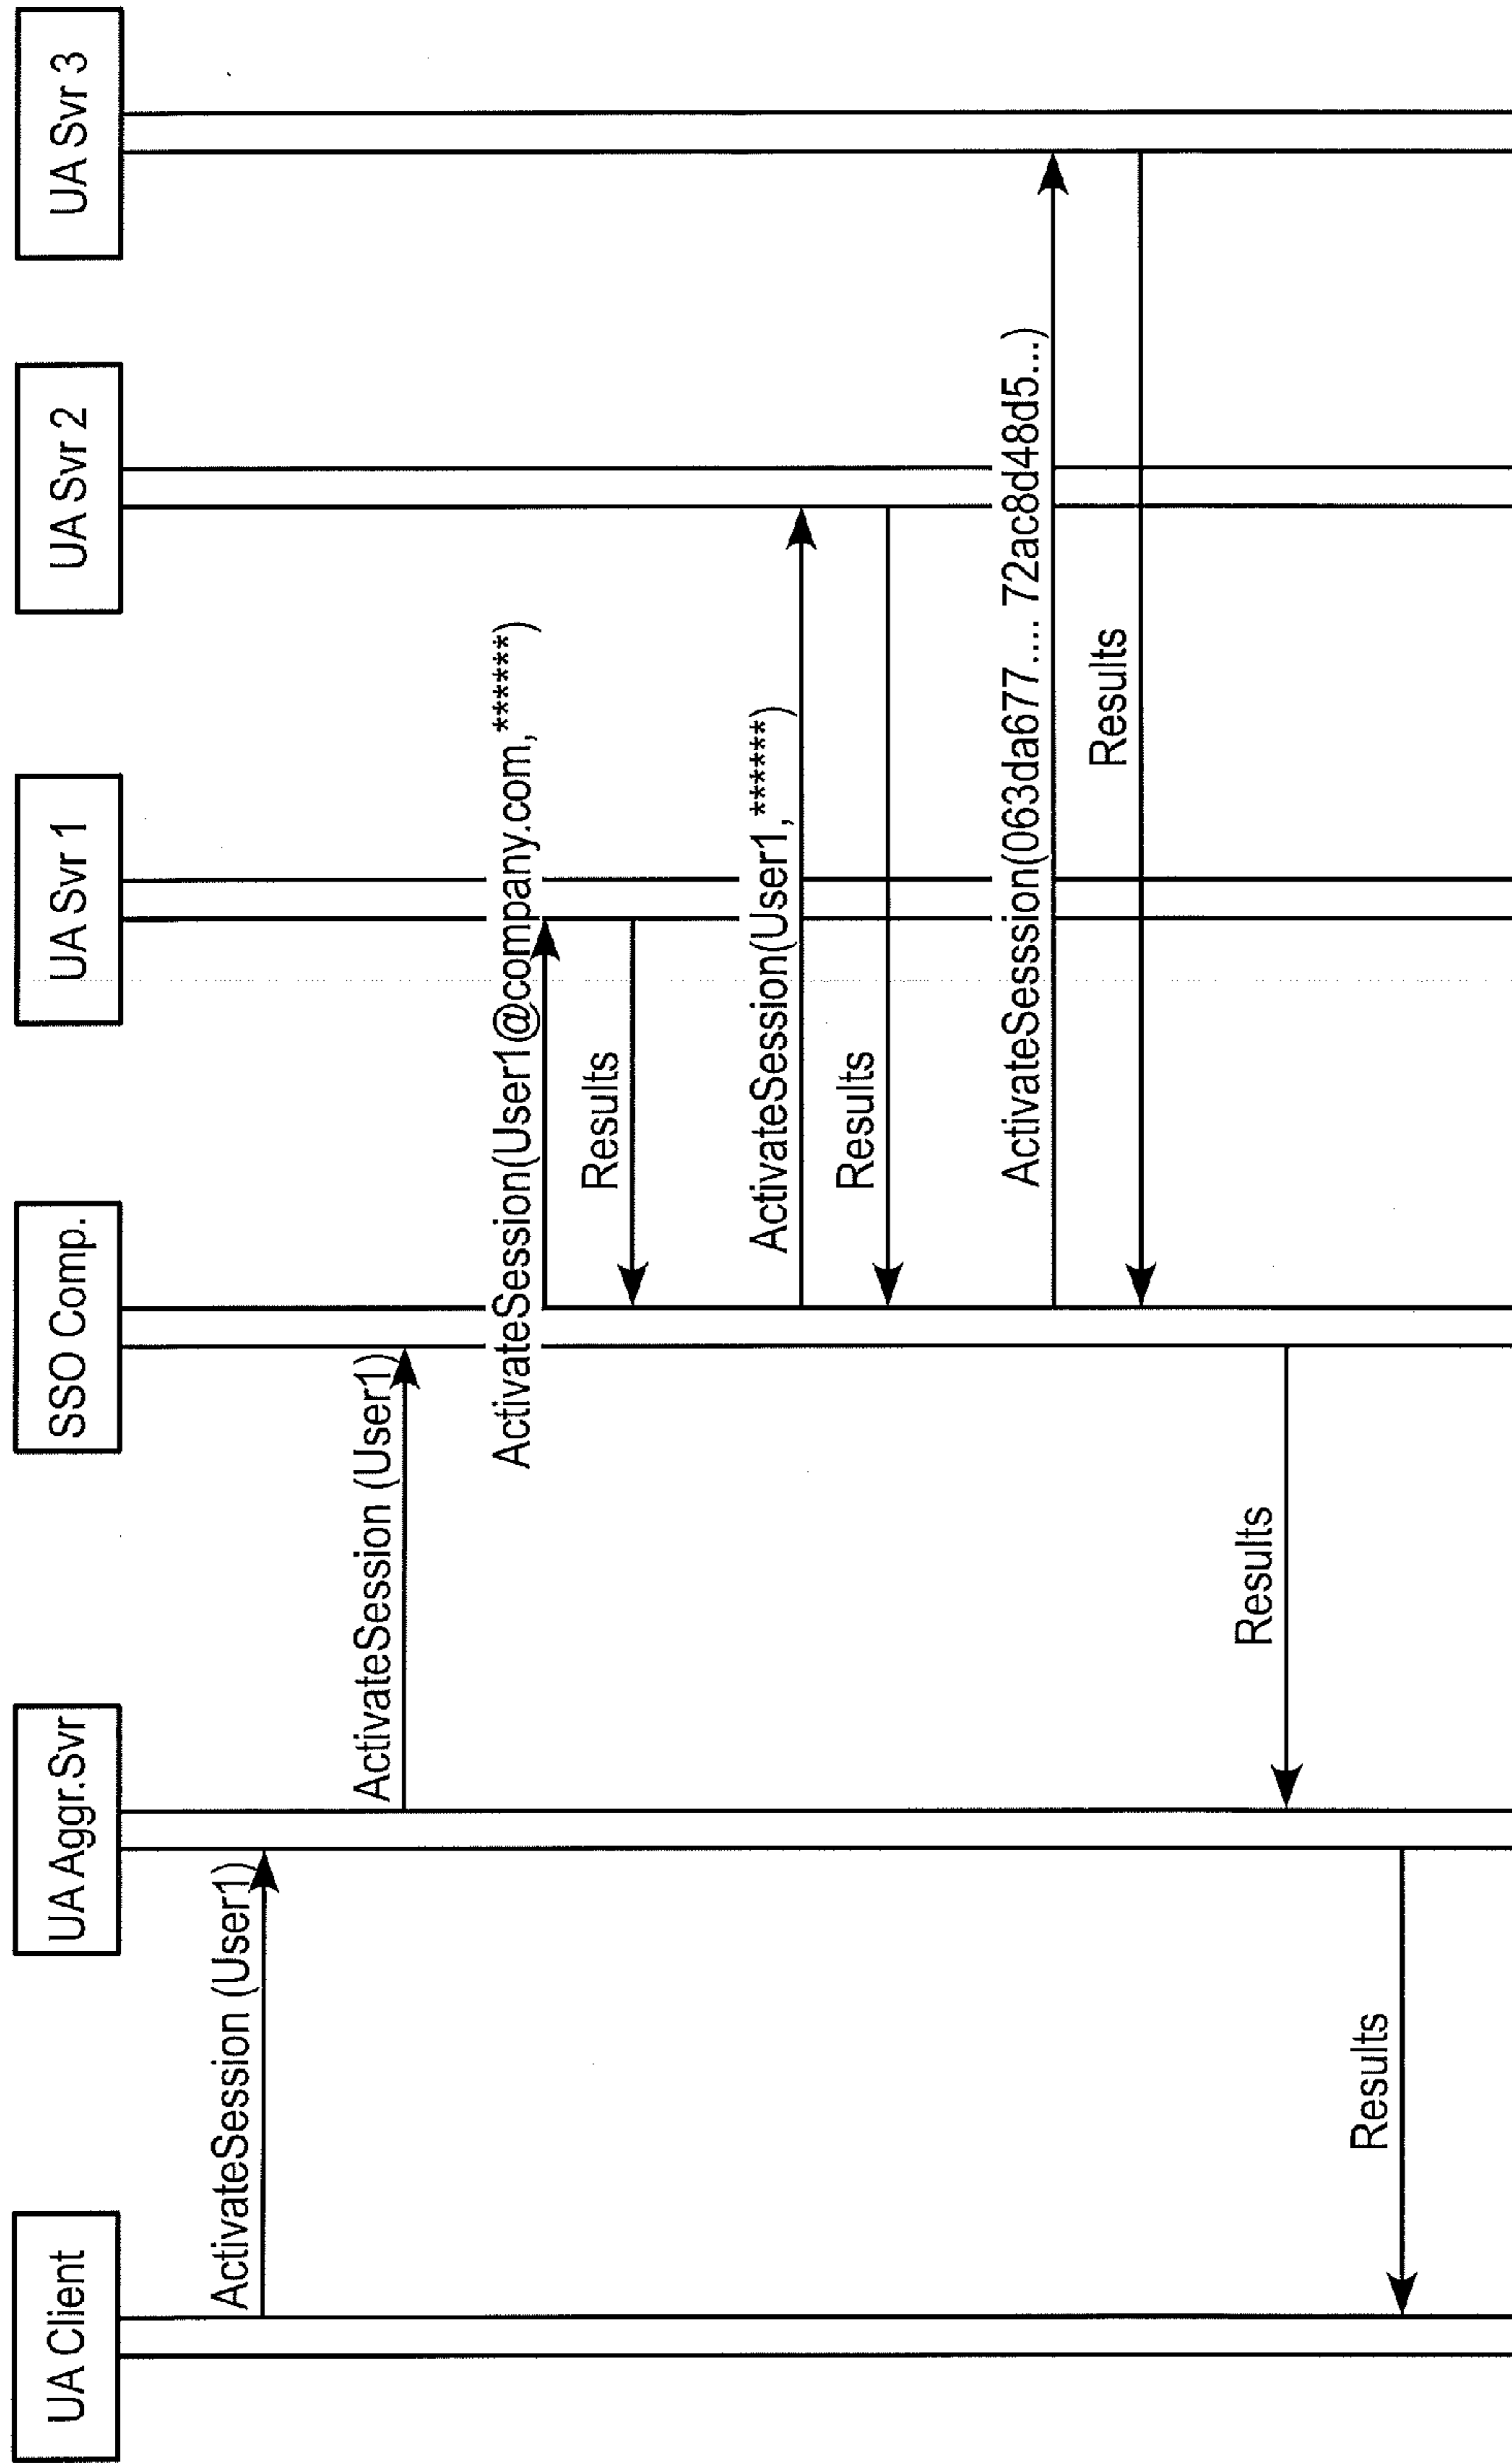 UA Client
UA Aggr.Svr
SSO Comp.
UA Svr 1
UA Svr 2
UA Svr 3
ActivateSession (User1)
ActivateSession (User1)
ActivateSession(User1@company.com,******)
Results
ActivateSession(User1,******)
Results
ActivateSesssion(063da677.... 72ac8d48d5...)
Results
Results
Results